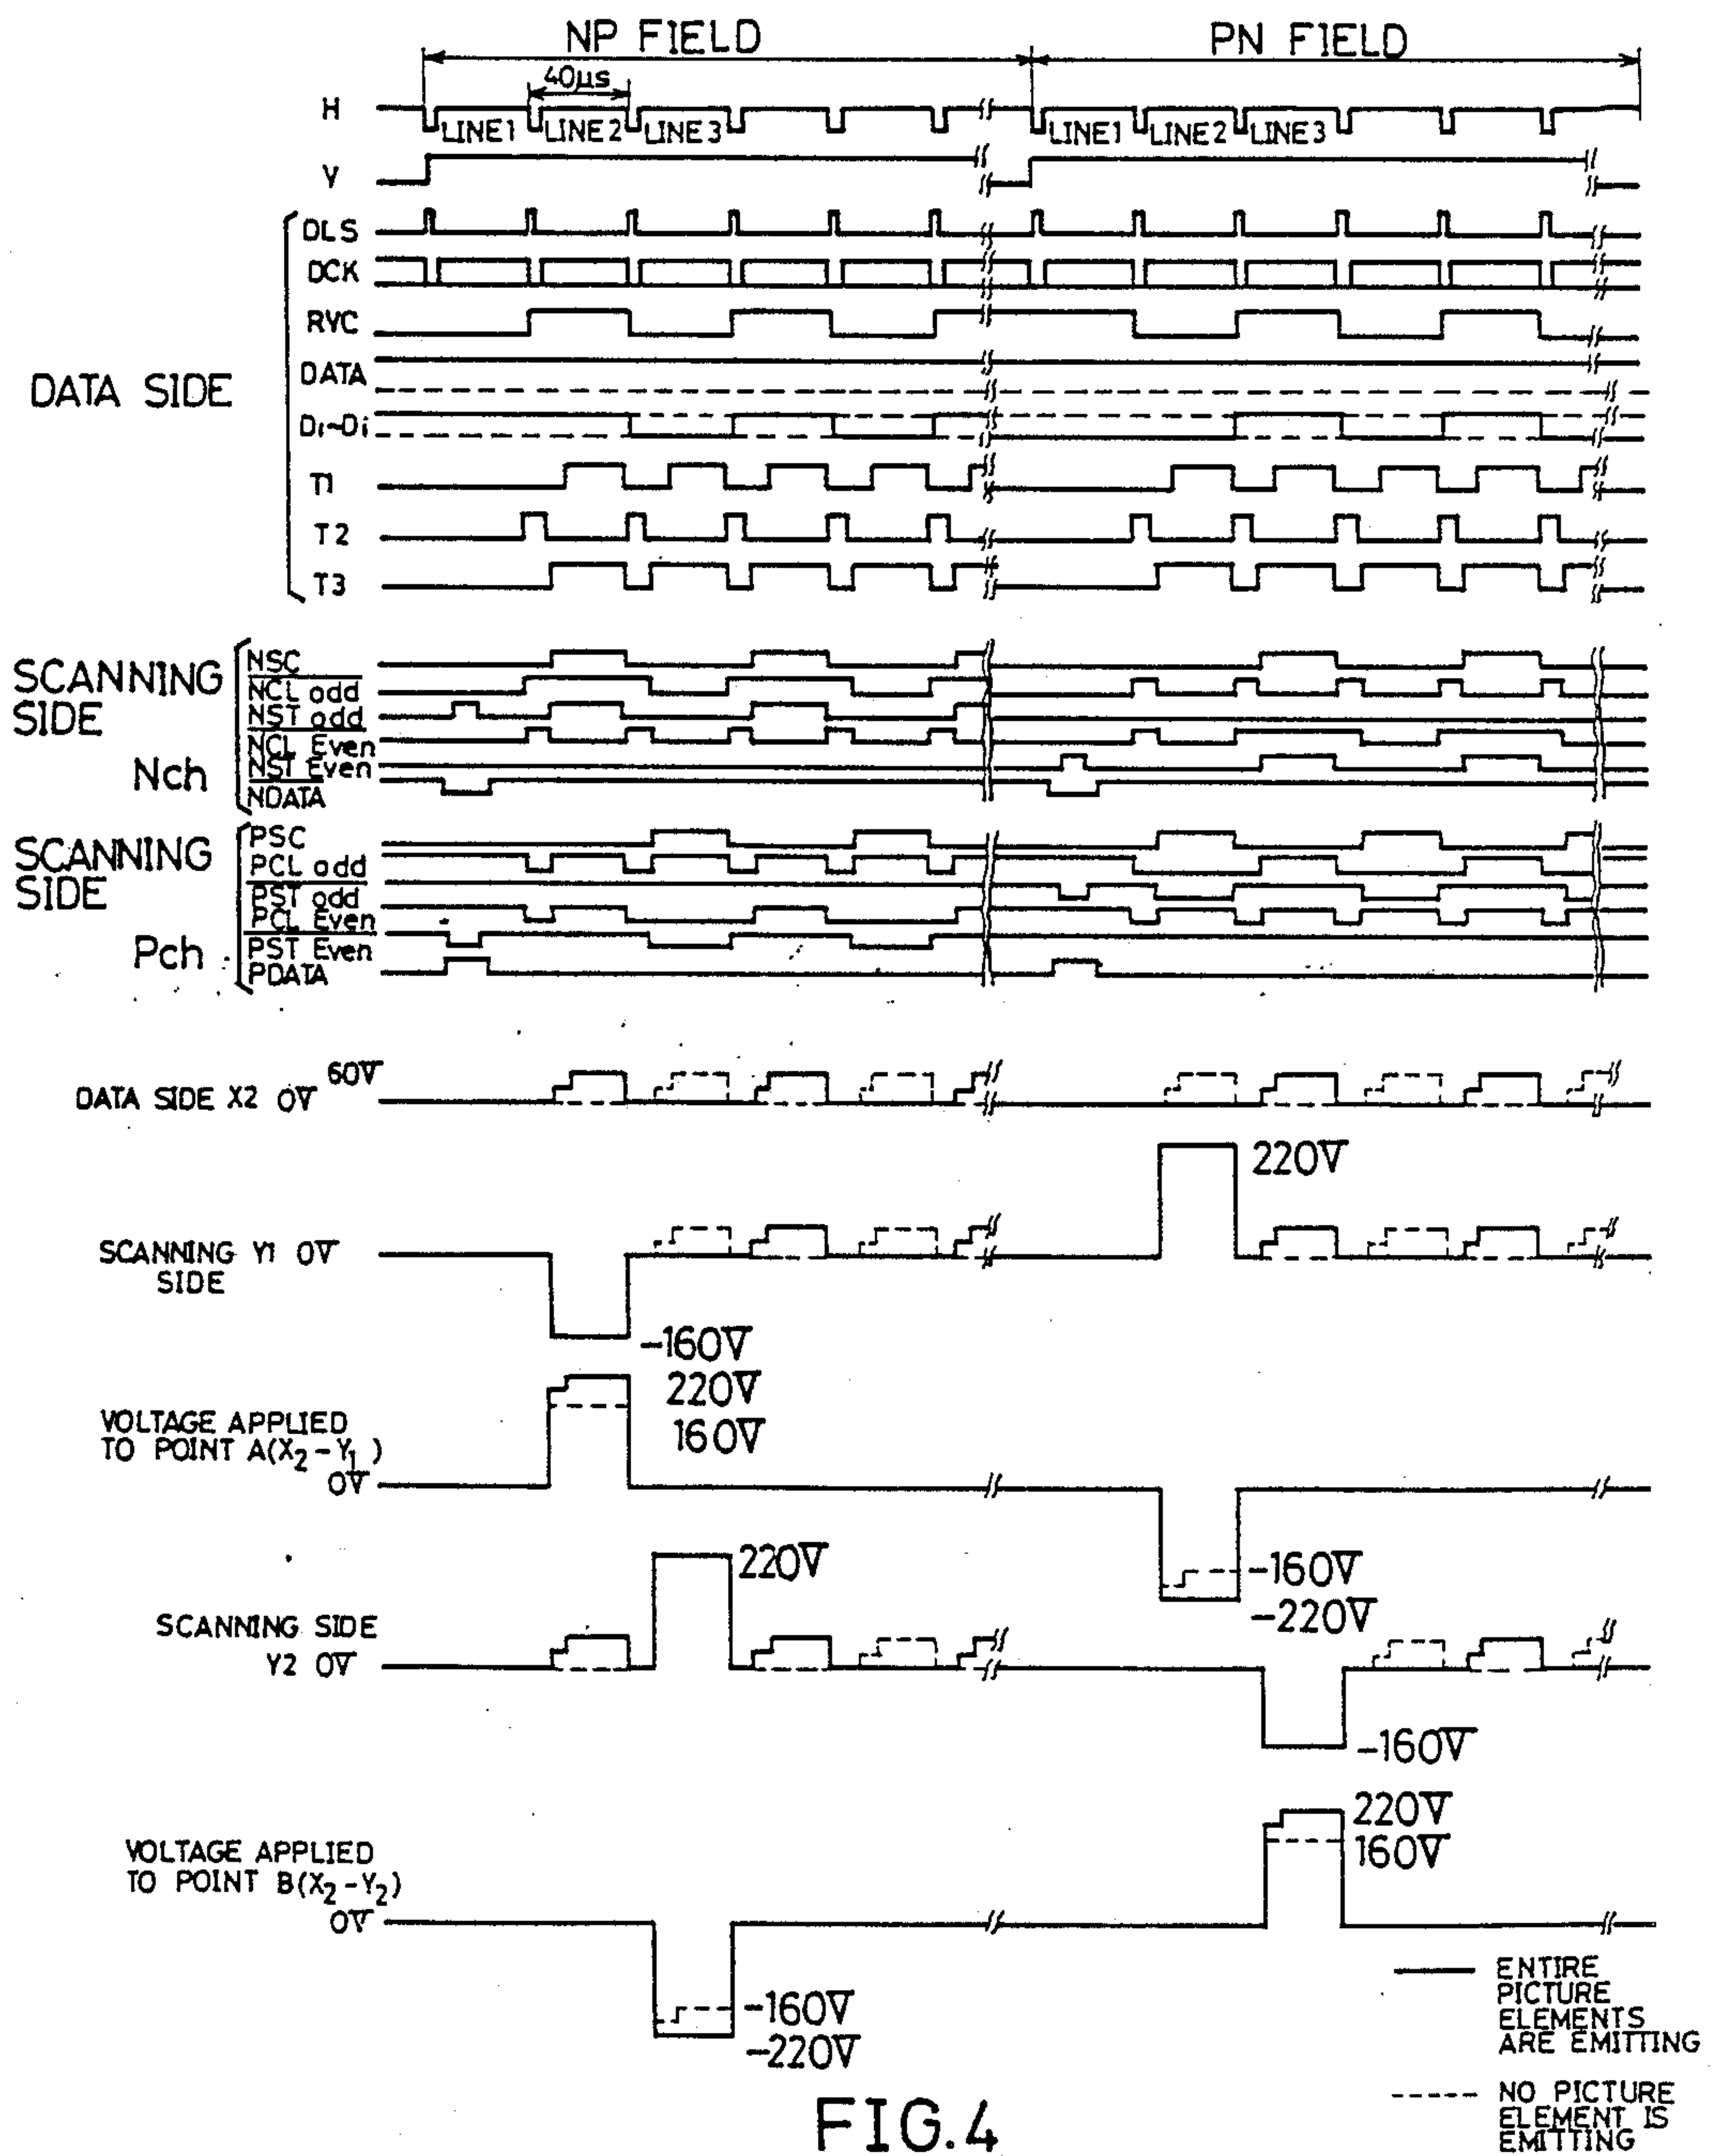 NP FIELD PN FIELD
40µs
H LINE1 LINE2 LINE3 LINE1 LINE2 LINE3
V
DATA SIDE
DLS
DCK
RVC
DATA
D1~Di
T1
T2
T3
SCANNING SIDE Nch
NSC
NCL odd
NST odd
NCL Even
NST Even
NDATA
SCANNING SIDE Pch
PSC
PCL odd
PST odd
PCL Even
PST Even
PDATA
60V
DATA SIDE X2 0V
220V
SCANNING Y1 0V
SIDE
-160V
220V
160V
VOLTAGE APPLIED
TO POINT A(X2-Y1)
0V
-160V
-220V
220V
SCANNING SIDE
Y2 0V
-160V
220V
160V
VOLTAGE APPLIED
TO POINT B(X2-Y2)
0V
-160V
-220V
ENTIRE
PICTURE
ELEMENTS
ARE EMITTING
NO PICTURE
ELEMENT IS
EMITTING
FIG.4